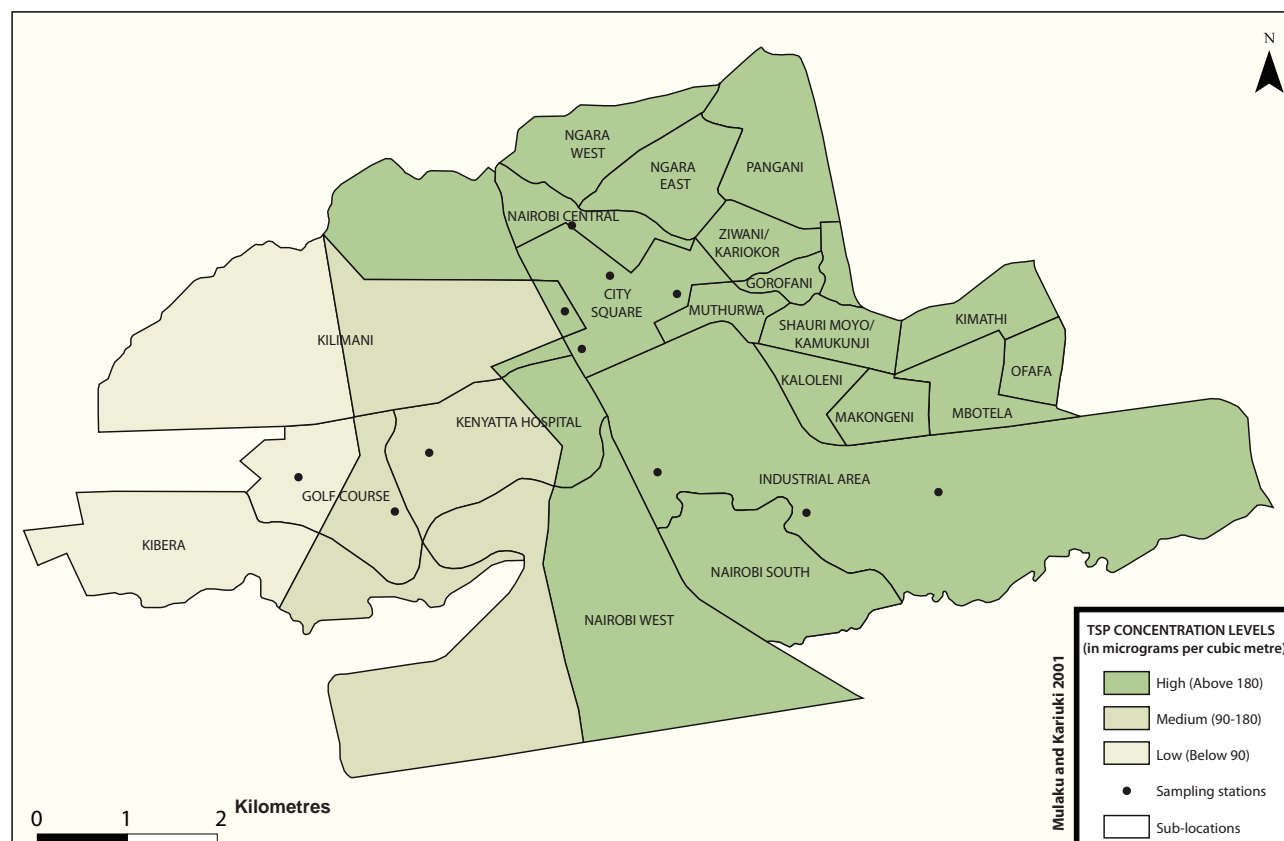 N
NGARA
WEST
NGARA
EAST
PANGANI
NAIROBI CENTRAL
ZIWANI/
KARIOKOR
GOROFANI
CITY
SQUARE
MUTHURWA
SHAURI MOYO/
KAMUKUNJI
KIMATHI
KILIMANI
KALOLENI
OFAFA
MAKONGENI
MBOTELA
KENYATTA HOSPITAL
INDUSTRIAL AREA
GOLF COURSE
KIBERA
NAIROBI SOUTH
NAIROBI WEST
TSP CONCENTRATION LEVELS
(in micrograms per cubic metre)
High (Above 180)
Medium (90-180)
Low (Below 90)
Sampling stations
Sub-locations
Mulaku and Kariuki 2001
Kilometres
0 1 2